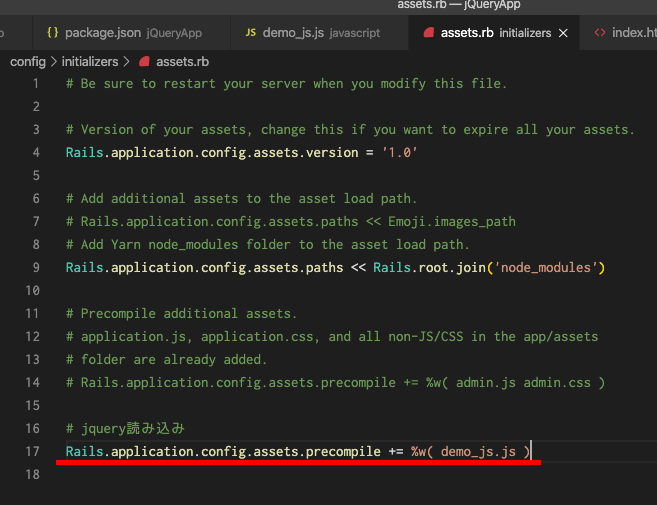 assets.rb — jQueryApp
{} package.json jQueryApp
JS demo_js.js javascript
assets.rb initializers ×
<> index.ht
config > initializers > assets.rb
1 # Be sure to restart your server when you modify this file.
2
3 # Version of your assets, change this if you want to expire all your assets.
4 Rails.application.config.assets.version = '1.0'
5
6 # Add additional assets to the asset load path.
7 # Rails.application.config.assets.paths << Emoji.images_path
8 # Add Yarn node_modules folder to the asset load path.
9 Rails.application.config.assets.paths << Rails.root.join('node_modules')
10
11 # Precompile additional assets.
12 # application.js, application.css, and all non-JS/CSS in the app/assets
13 # folder are already added.
14 # Rails.application.config.assets.precompile += %w( admin.js admin.css )
15
16 # jquery読み込み
17 Rails.application.config.assets.precompile += %w( demo_js.js )
18